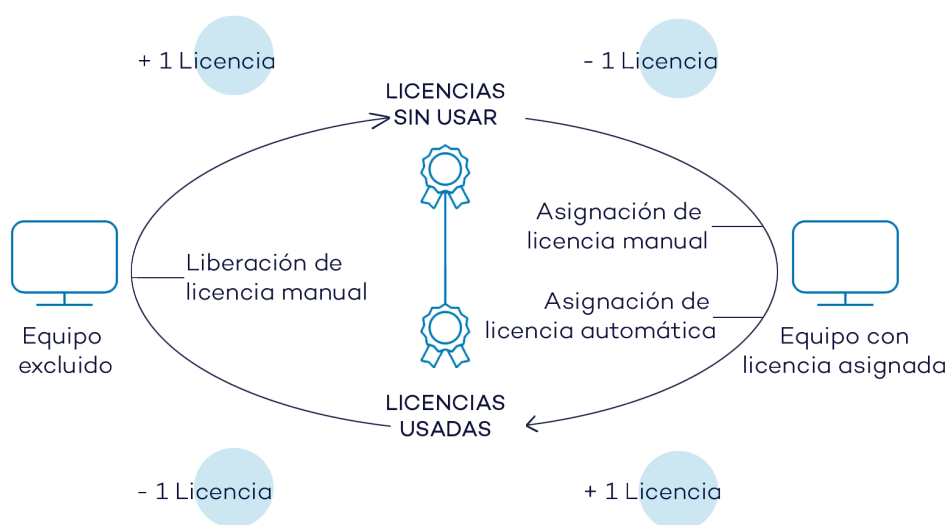 + 1 Licencia
- 1 Licencia
LICENCIAS
SIN USAR
Asignación de
licencia manual
Liberación de
licencia manual
Asignación de
licencia automática
Equipo
excluido
Equipo con
licencia asignada
LICENCIAS
USADAS
- 1 Licencia
+ 1 Licencia